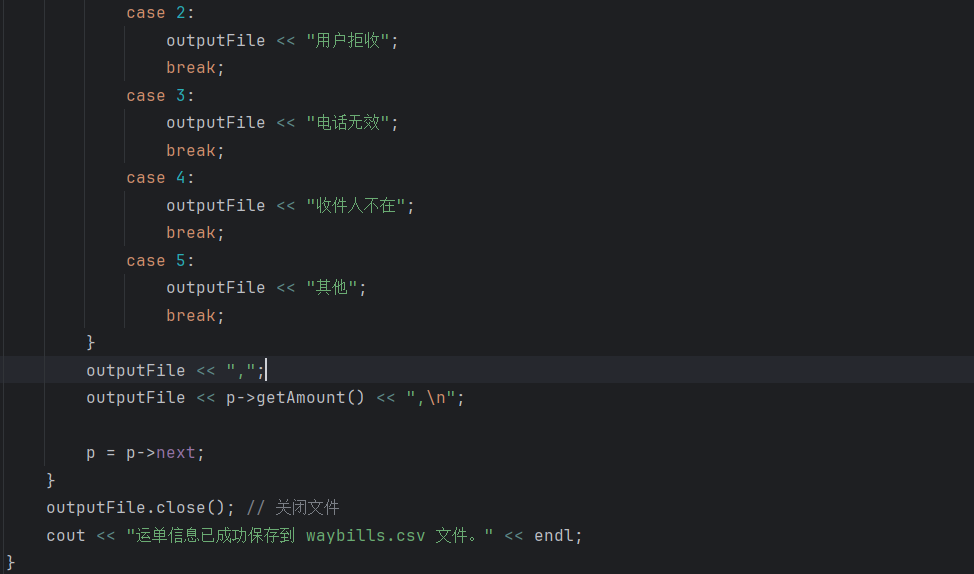 case 2:
outputFile << "用户拒收";
break;
case 3:
outputFile << "电话无效";
break;
case 4:
outputFile << "收件人不在";
break;
case 5:
outputFile << "其他";
break;
}
outputFile << ",";
outputFile << p->getAmount() << ",\n";
p = p->next;
}
outputFile.close(); // 关闭文件
cout << "运单信息已成功保存到 waybills.csv 文件。" << endl;
}